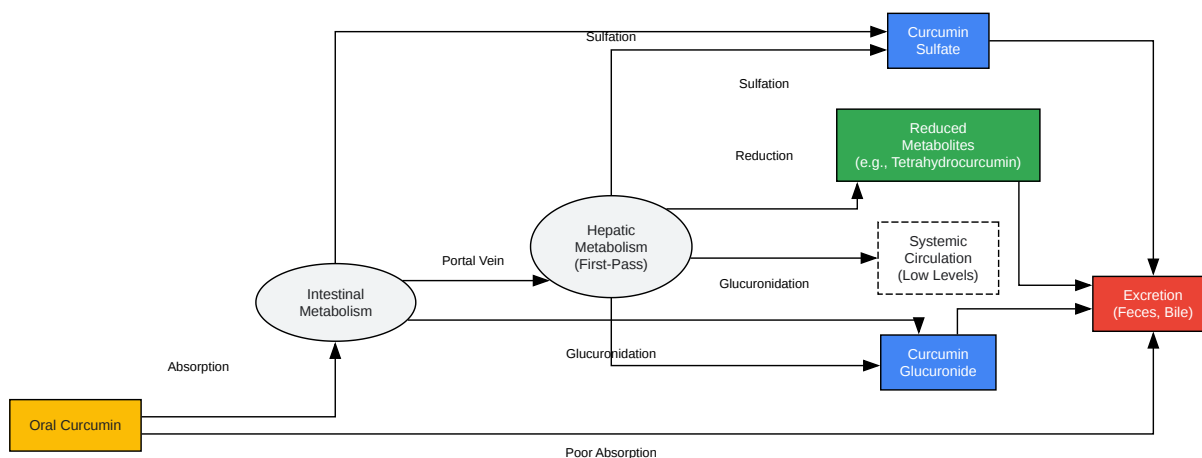 Curcumin
Sulfate
Sulfation
Sulfation
Reduced
Metabolites
(e.g., Tetrahydrocurcumin)
Reduction
Hepatic
Metabolism
(First-Pass)
Systemic
Circulation
(Low Levels)
Portal Vein
Glucuronidation
Intestinal
Metabolism
Excretion
(Feces, Bile)
Glucuronidation
Curcumin
Glucuronide
Absorption
Oral Curcumin
Poor Absorption